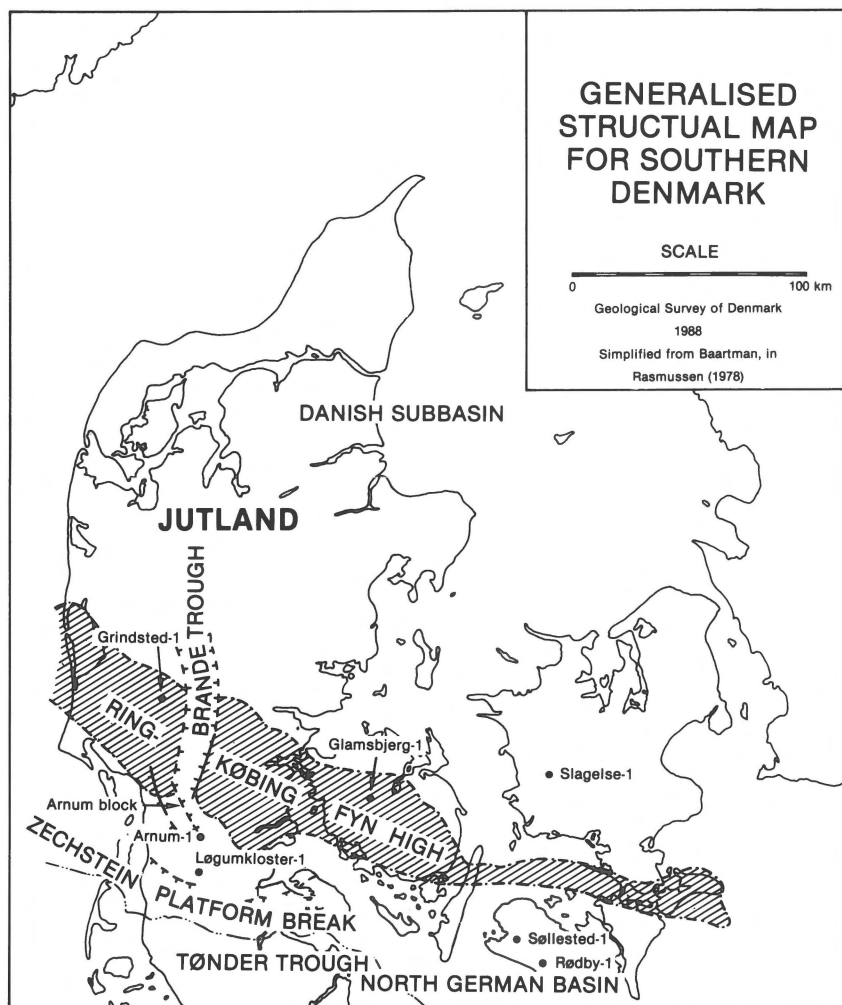 GENERALISED
STRUCTUAL MAP
FOR SOUTHERN
DENMARK
SCALE
0 100 km
Geological Survey of Denmark
1988
Simplified from Baartman, in
Rasmussen (1978)
DANISH SUBBASIN
JUTLAND
BRANDE TROUGH
Grindsted-1
RING-
KØBING
FYN HIGH
Glamsbjerg-1
Slagelse-1
Arnum block
Arnum-1
Løgumkloster-1
ZECHSTEIN PLATFORM BREAK
TØNDER TROUGH
NORTH GERMAN BASIN
Søllested-1
Rødby-1